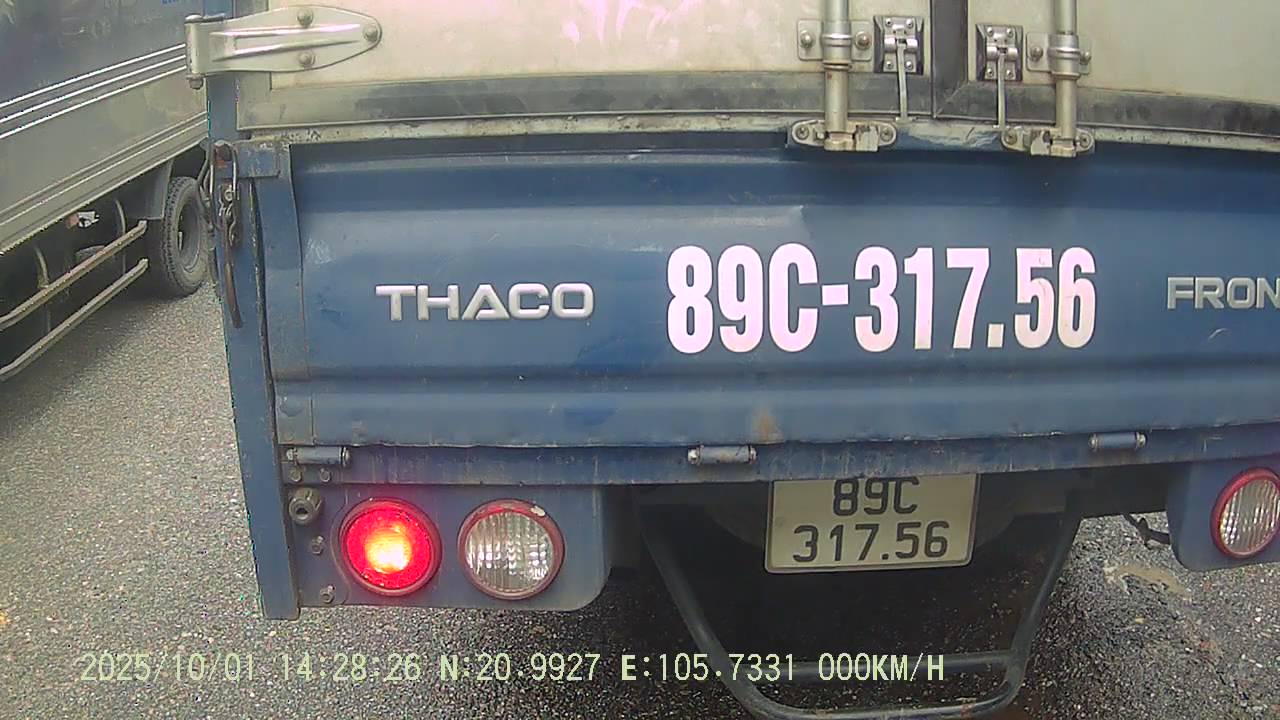 THACO
89C-317.56
FRON
89C
317.56
2025/10/01 14:28:26 N:20.9927 E:105.7331 000KM/H